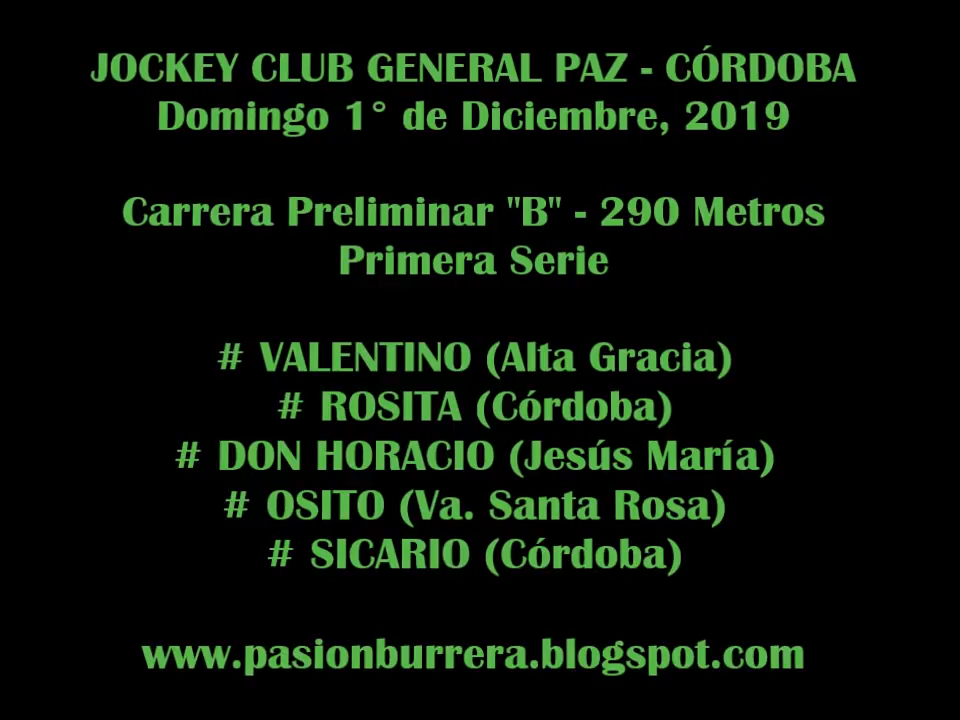 JOCKEY CLUB GENERAL PAZ - CÓRDOBA
Domingo 1° de Diciembre, 2019
Carrera Preliminar "B" - 290 Metros
Primera Serie
# VALENTINO (Alta Gracia)
# ROSITA (Córdoba)
# DON HORACIO (Jesús María)
# OSITO (Va. Santa Rosa)
# SICARIO (Córdoba)
www.pasionburrera.blogspot.com